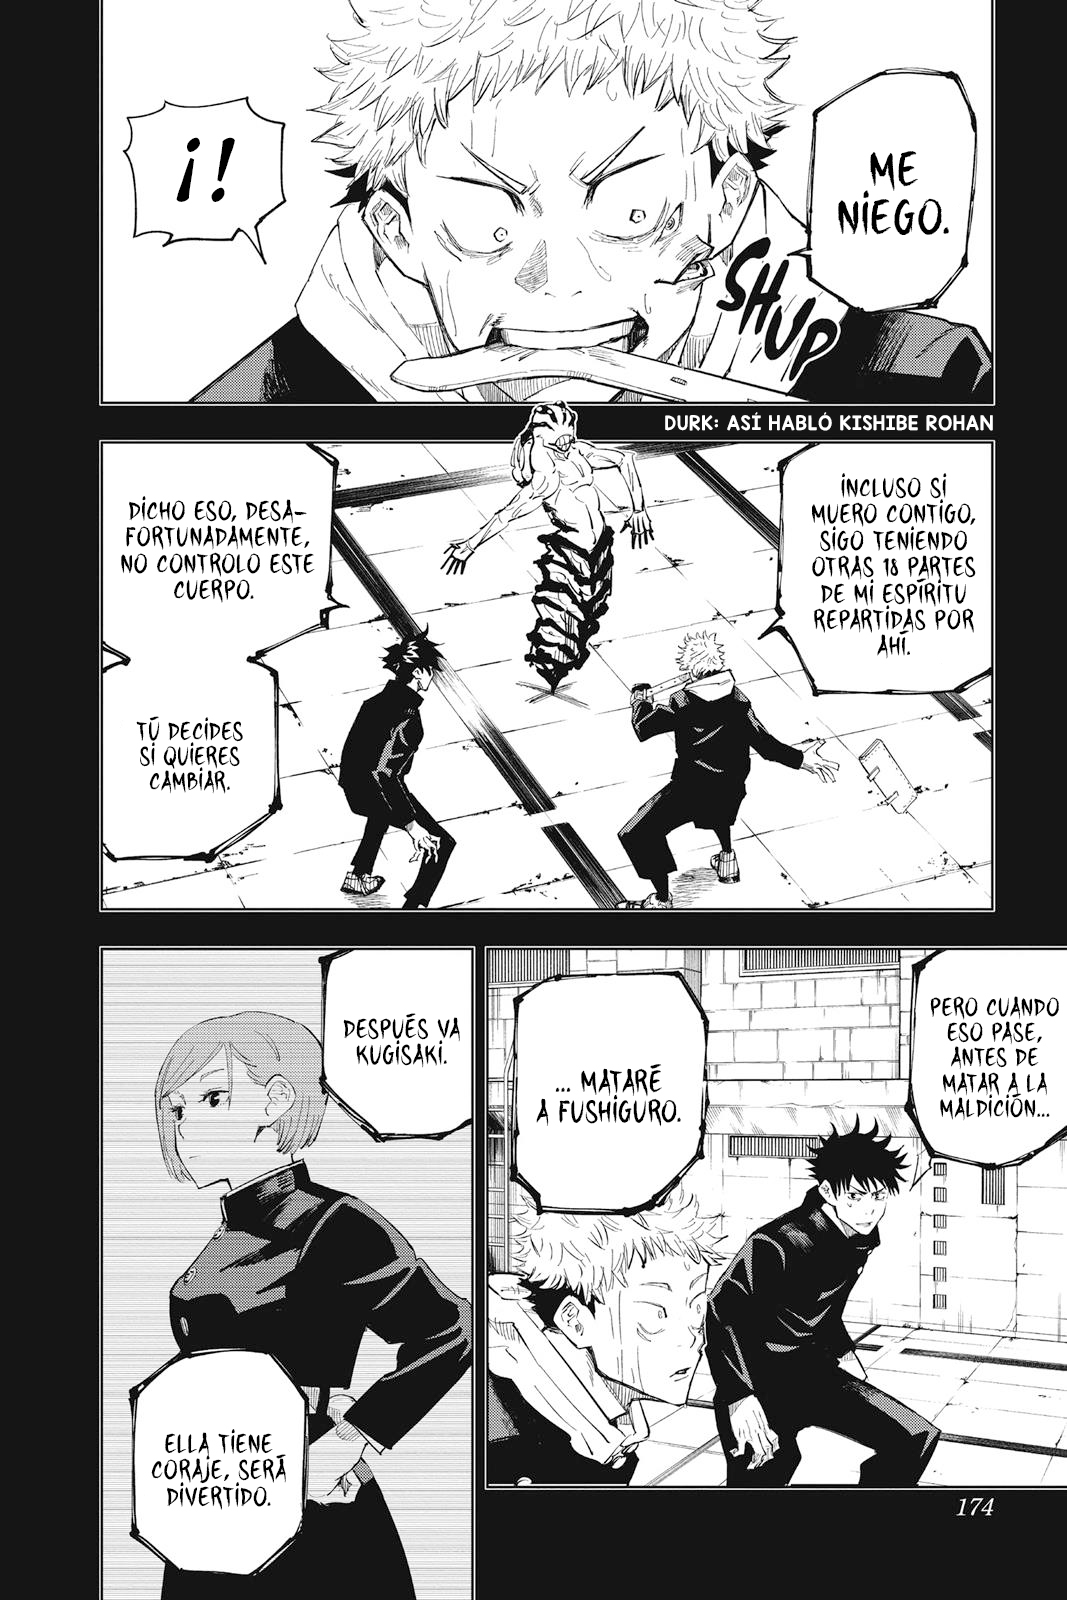 ME
NIEGO.
¡!
SHUP
DURK: ASÍ HABLÓ KISHIBE ROHAN
INCLUSO SI
MUERO CONTIGO,
SIGO TENIENDO
OTRAS 18 PARTES
DE MI ESPÍRITU
REPARTIDAS POR
AHÍ.
DICHO ESO, DESA-
FORTUNADAMENTE,
NO CONTROLO ESTE
CUERPO.
TÚ DECIDES
SI QUIERES
CAMBIAR.
PERO CUANDO
ESO PASE,
ANTES DE
MATAR A LA
MALDICIÓN...
... MATARÉ
A FUSHIGURO.
DESPUÉS VA
KUGISAKI.
ELLA TIENE
CORAJE, SERÁ
DIVERTIDO.
174